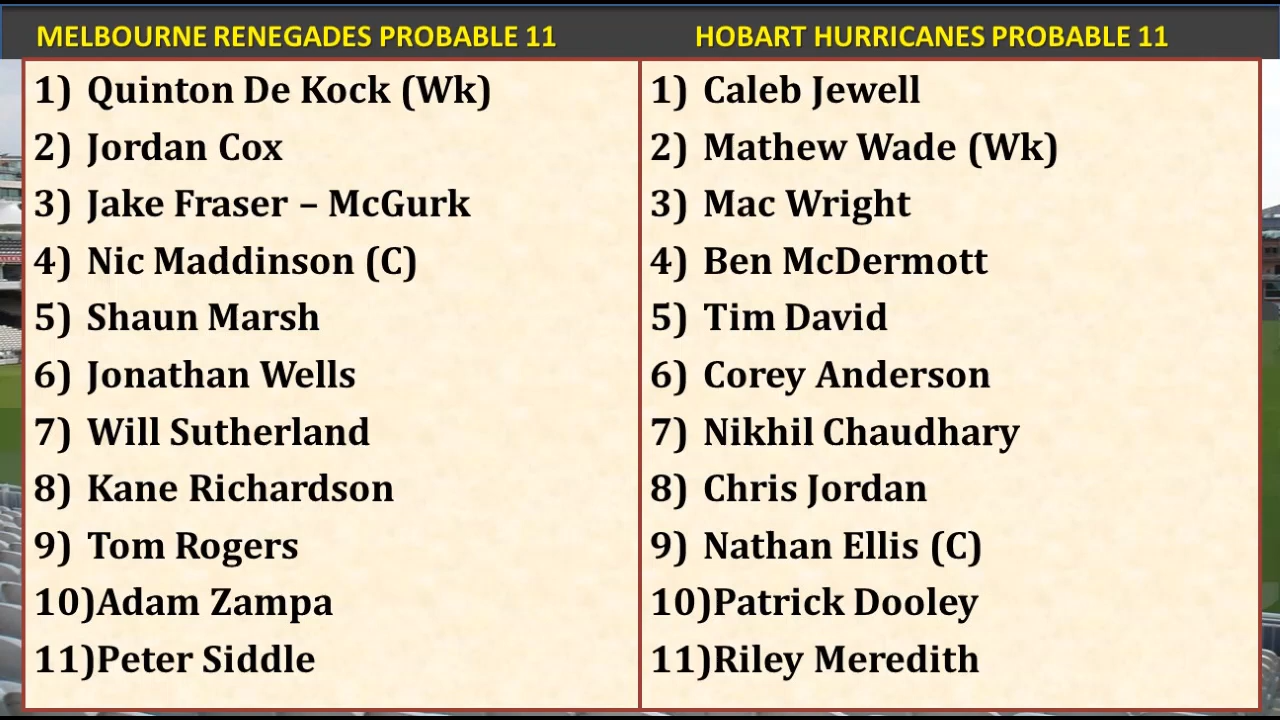 MELBOURNE RENEGADES PROBABLE 11
1) Quinton De Kock (Wk)
2) Jordan Cox
3) Jake Fraser – McGurk
4) Nic Maddinson (C)
5) Shaun Marsh
6) Jonathan Wells
7) Will Sutherland
8) Kane Richardson
9) Tom Rogers
10)Adam Zampa
11)Peter Siddle
HOBART HURRICANES PROBABLE 11
1) Caleb Jewell
2) Mathew Wade (Wk)
3) Mac Wright
4) Ben McDermott
5) Tim David
6) Corey Anderson
7) Nikhil Chaudhary
8) Chris Jordan
9) Nathan Ellis (C)
10)Patrick Dooley
11)Riley Meredith